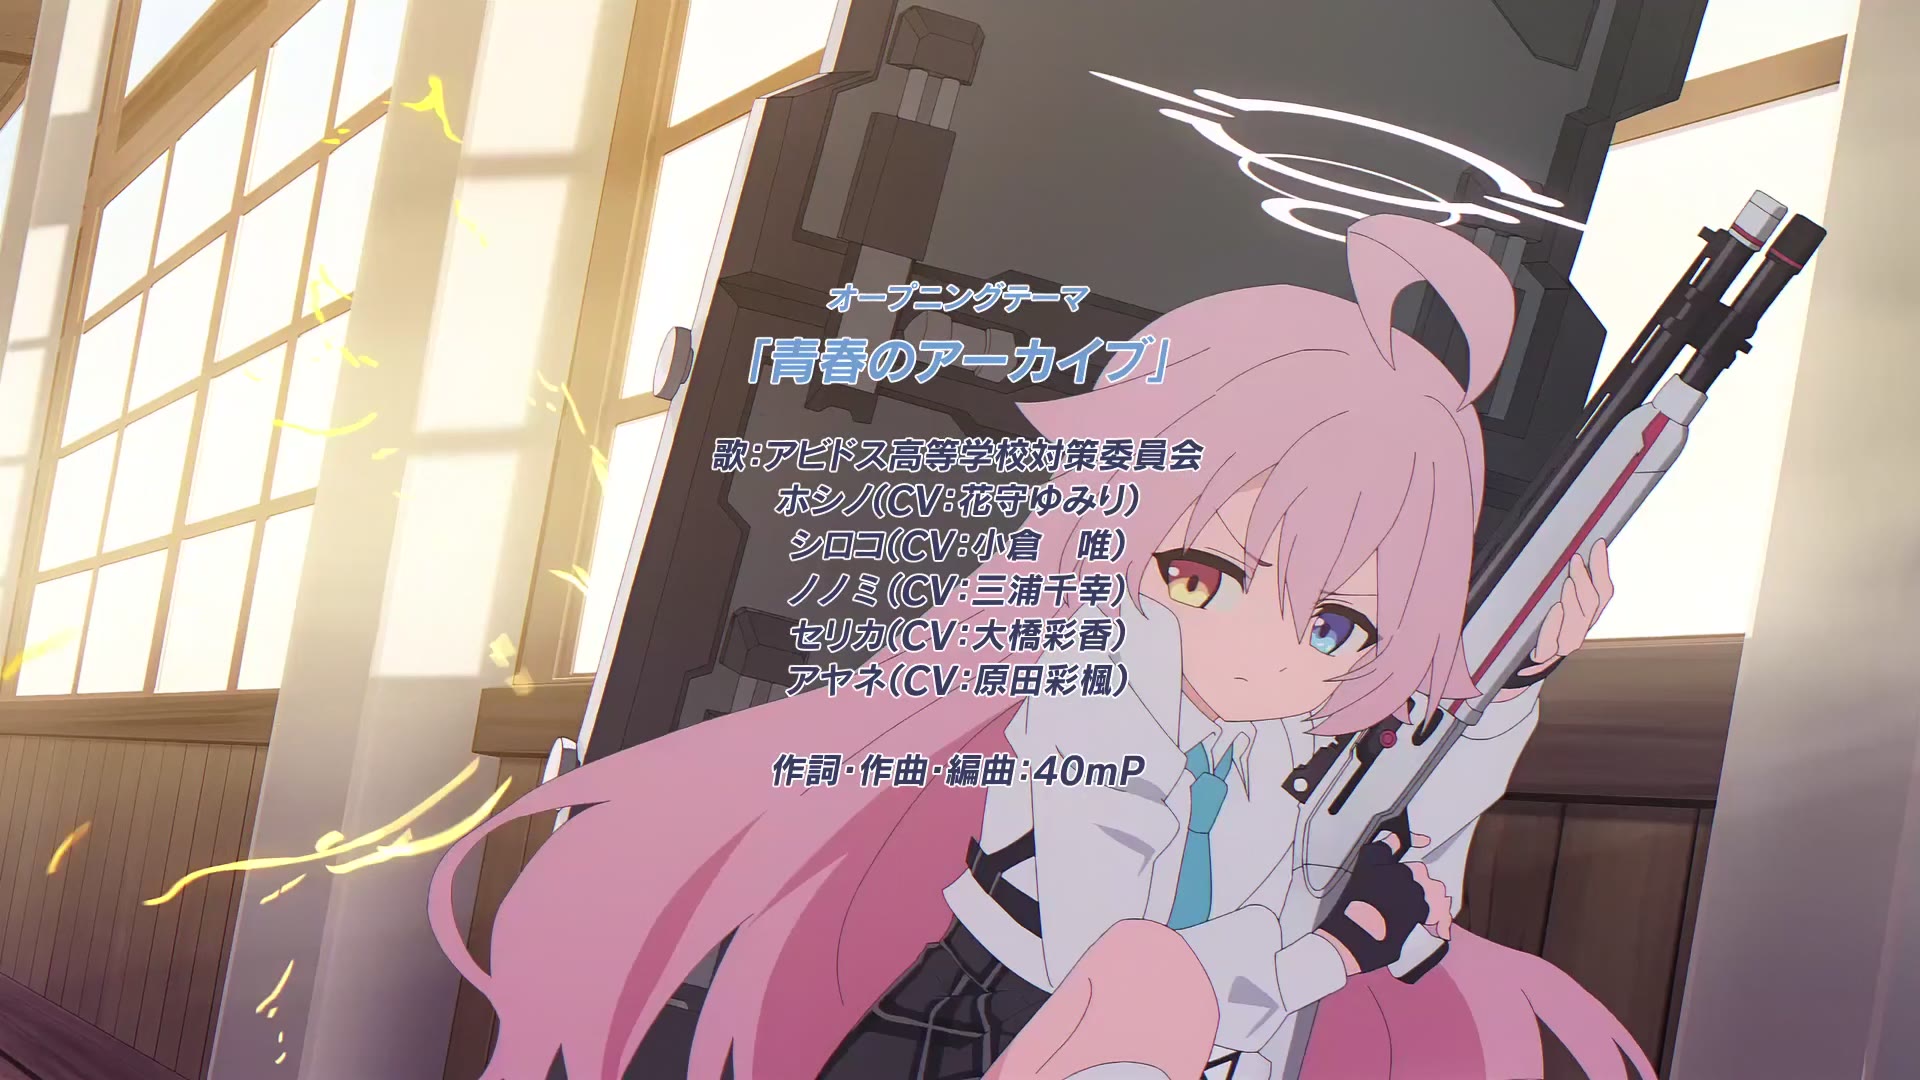 オープニングテーマ
「青春のアーカイブ」
歌：アビドス高等学校対策委員会
ホシノ（CV：花守ゆみり）
シロコ（CV：小倉　唯）
ノノミ（CV：三浦千幸）
セリカ（CV：大橋彩香）
アヤネ（CV：原田彩楓）
作詞・作曲・編曲：40mP